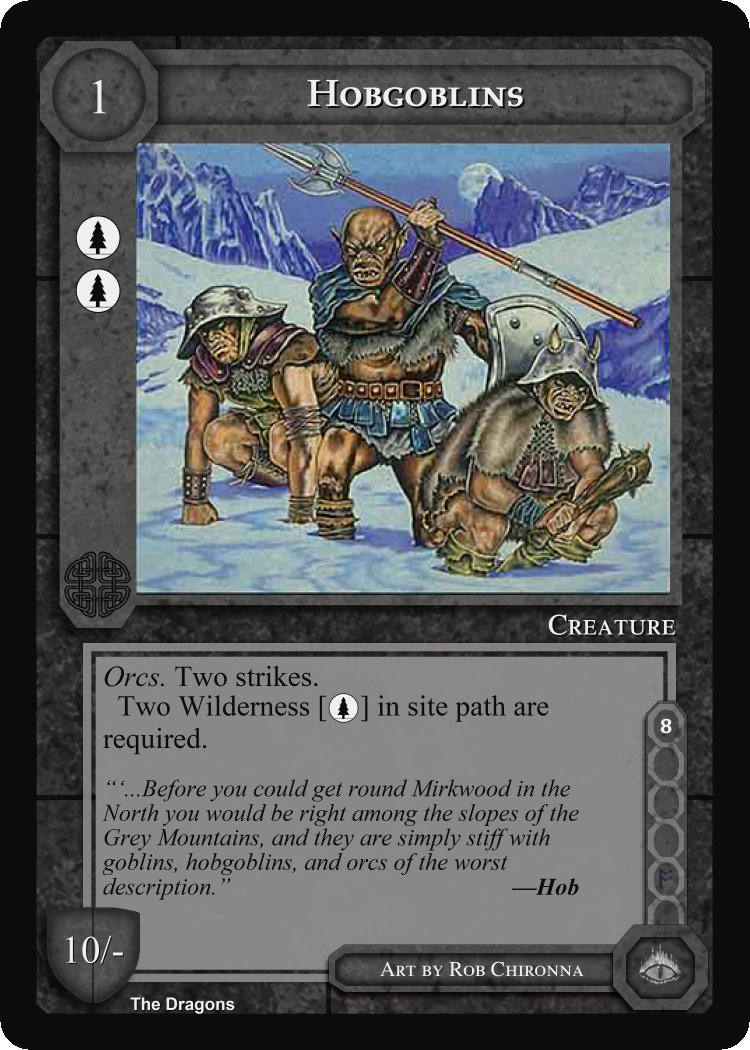 1
Hobgoblins
Creature
Orcs. Two strikes.
Two Wilderness [ ] in site path are
required.
8
“‘...Before you could get round Mirkwood in the
North you would be right among the slopes of the
Grey Mountains, and they are simply stiff with
goblins, hobgoblins, and orcs of the worst
description.”
—Hob
10/-
Art by Rob Chironna
The Dragons